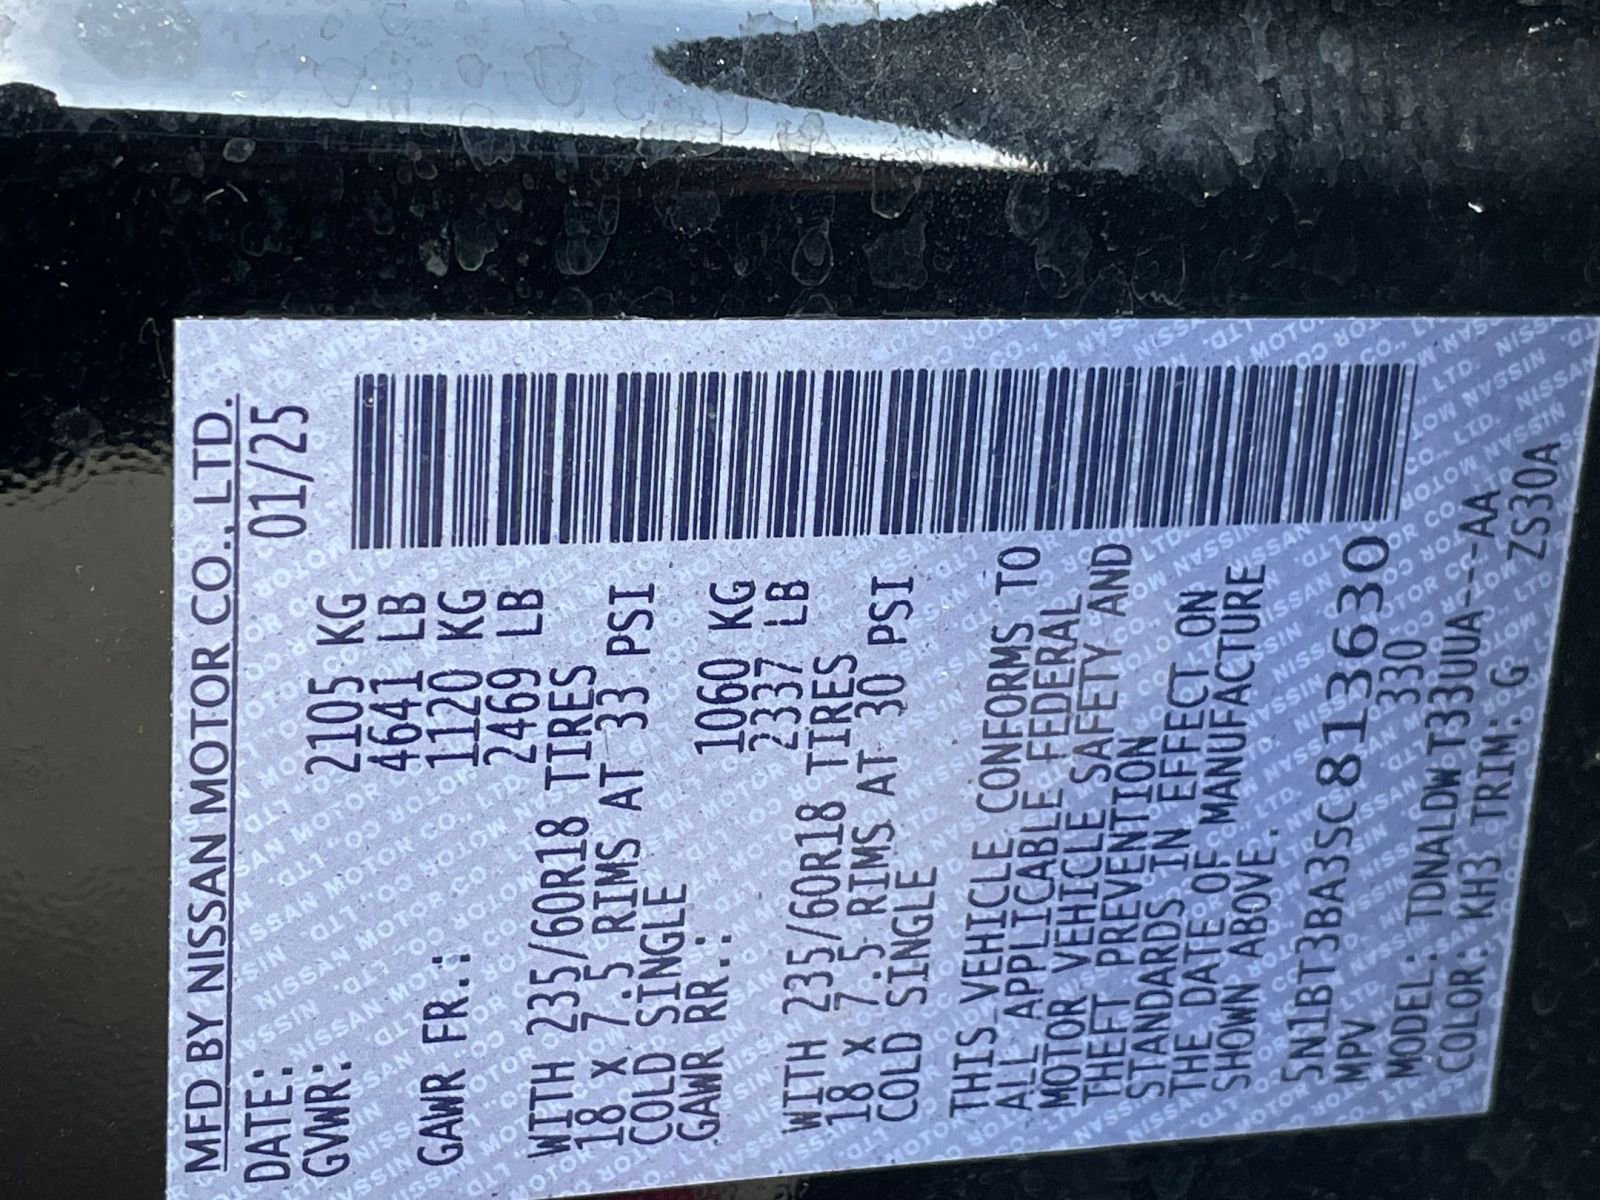 MFD BY NISSAN MOTOR CO., LTD.
DATE: 01/25
GVWR: 2105 KG
4641 LB
GAWR FR.: 1120 KG
2469 LB
WITH 235/60R18 TIRES
18 X 7.5 RIMS AT 33 PSI
COLD SINGLE
GAWR RR.: 1060 KG
2337 LB
WITH 235/60R18 TIRES
18 X 7.5 RIMS AT 30 PSI
COLD SINGLE
THIS VEHICLE CONFORMS TO
ALL APPLICABLE FEDERAL
MOTOR VEHICLE SAFETY AND
THEFT PREVENTION
STANDARDS IN EFFECT ON
THE DATE OF MANUFACTURE
SHOWN ABOVE.
5N1BT3BA3SC813630
MPV 330
MODEL: TDNALDWT33UUA---AA
COLOR: KH3 TRIM: G ZS30A